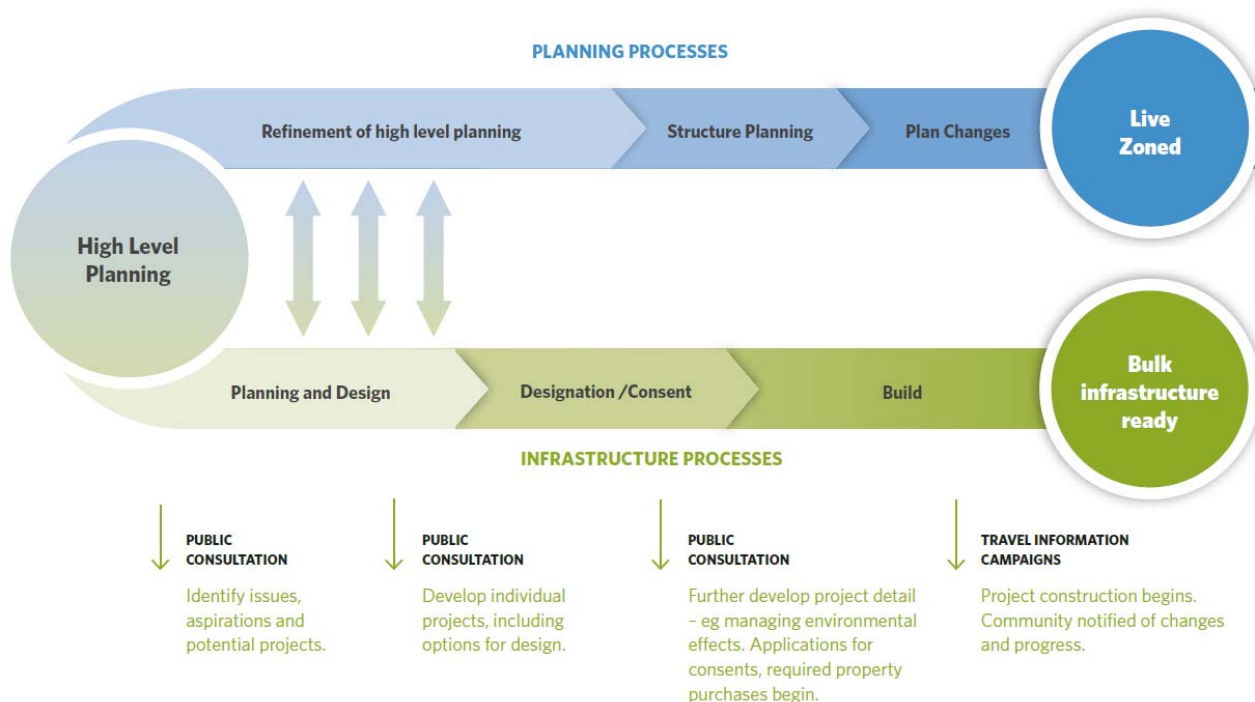 PLANNING PROCESSES
Refinement of high level planning
Structure Planning
Plan Changes
Live
Zoned
High Level
Planning
Planning and Design
Designation /Consent
Build
Bulk
infrastructure
ready
INFRASTRUCTURE PROCESSES
PUBLIC
CONSULTATION
Identify issues,
aspirations and
potential projects.
PUBLIC
CONSULTATION
Develop individual
projects, including
options for design.
PUBLIC
CONSULTATION
Further develop project detail
– eg managing environmental
effects. Applications for
consents, required property
purchases begin.
TRAVEL INFORMATION
CAMPAIGNS
Project construction begins.
Community notified of changes
and progress.